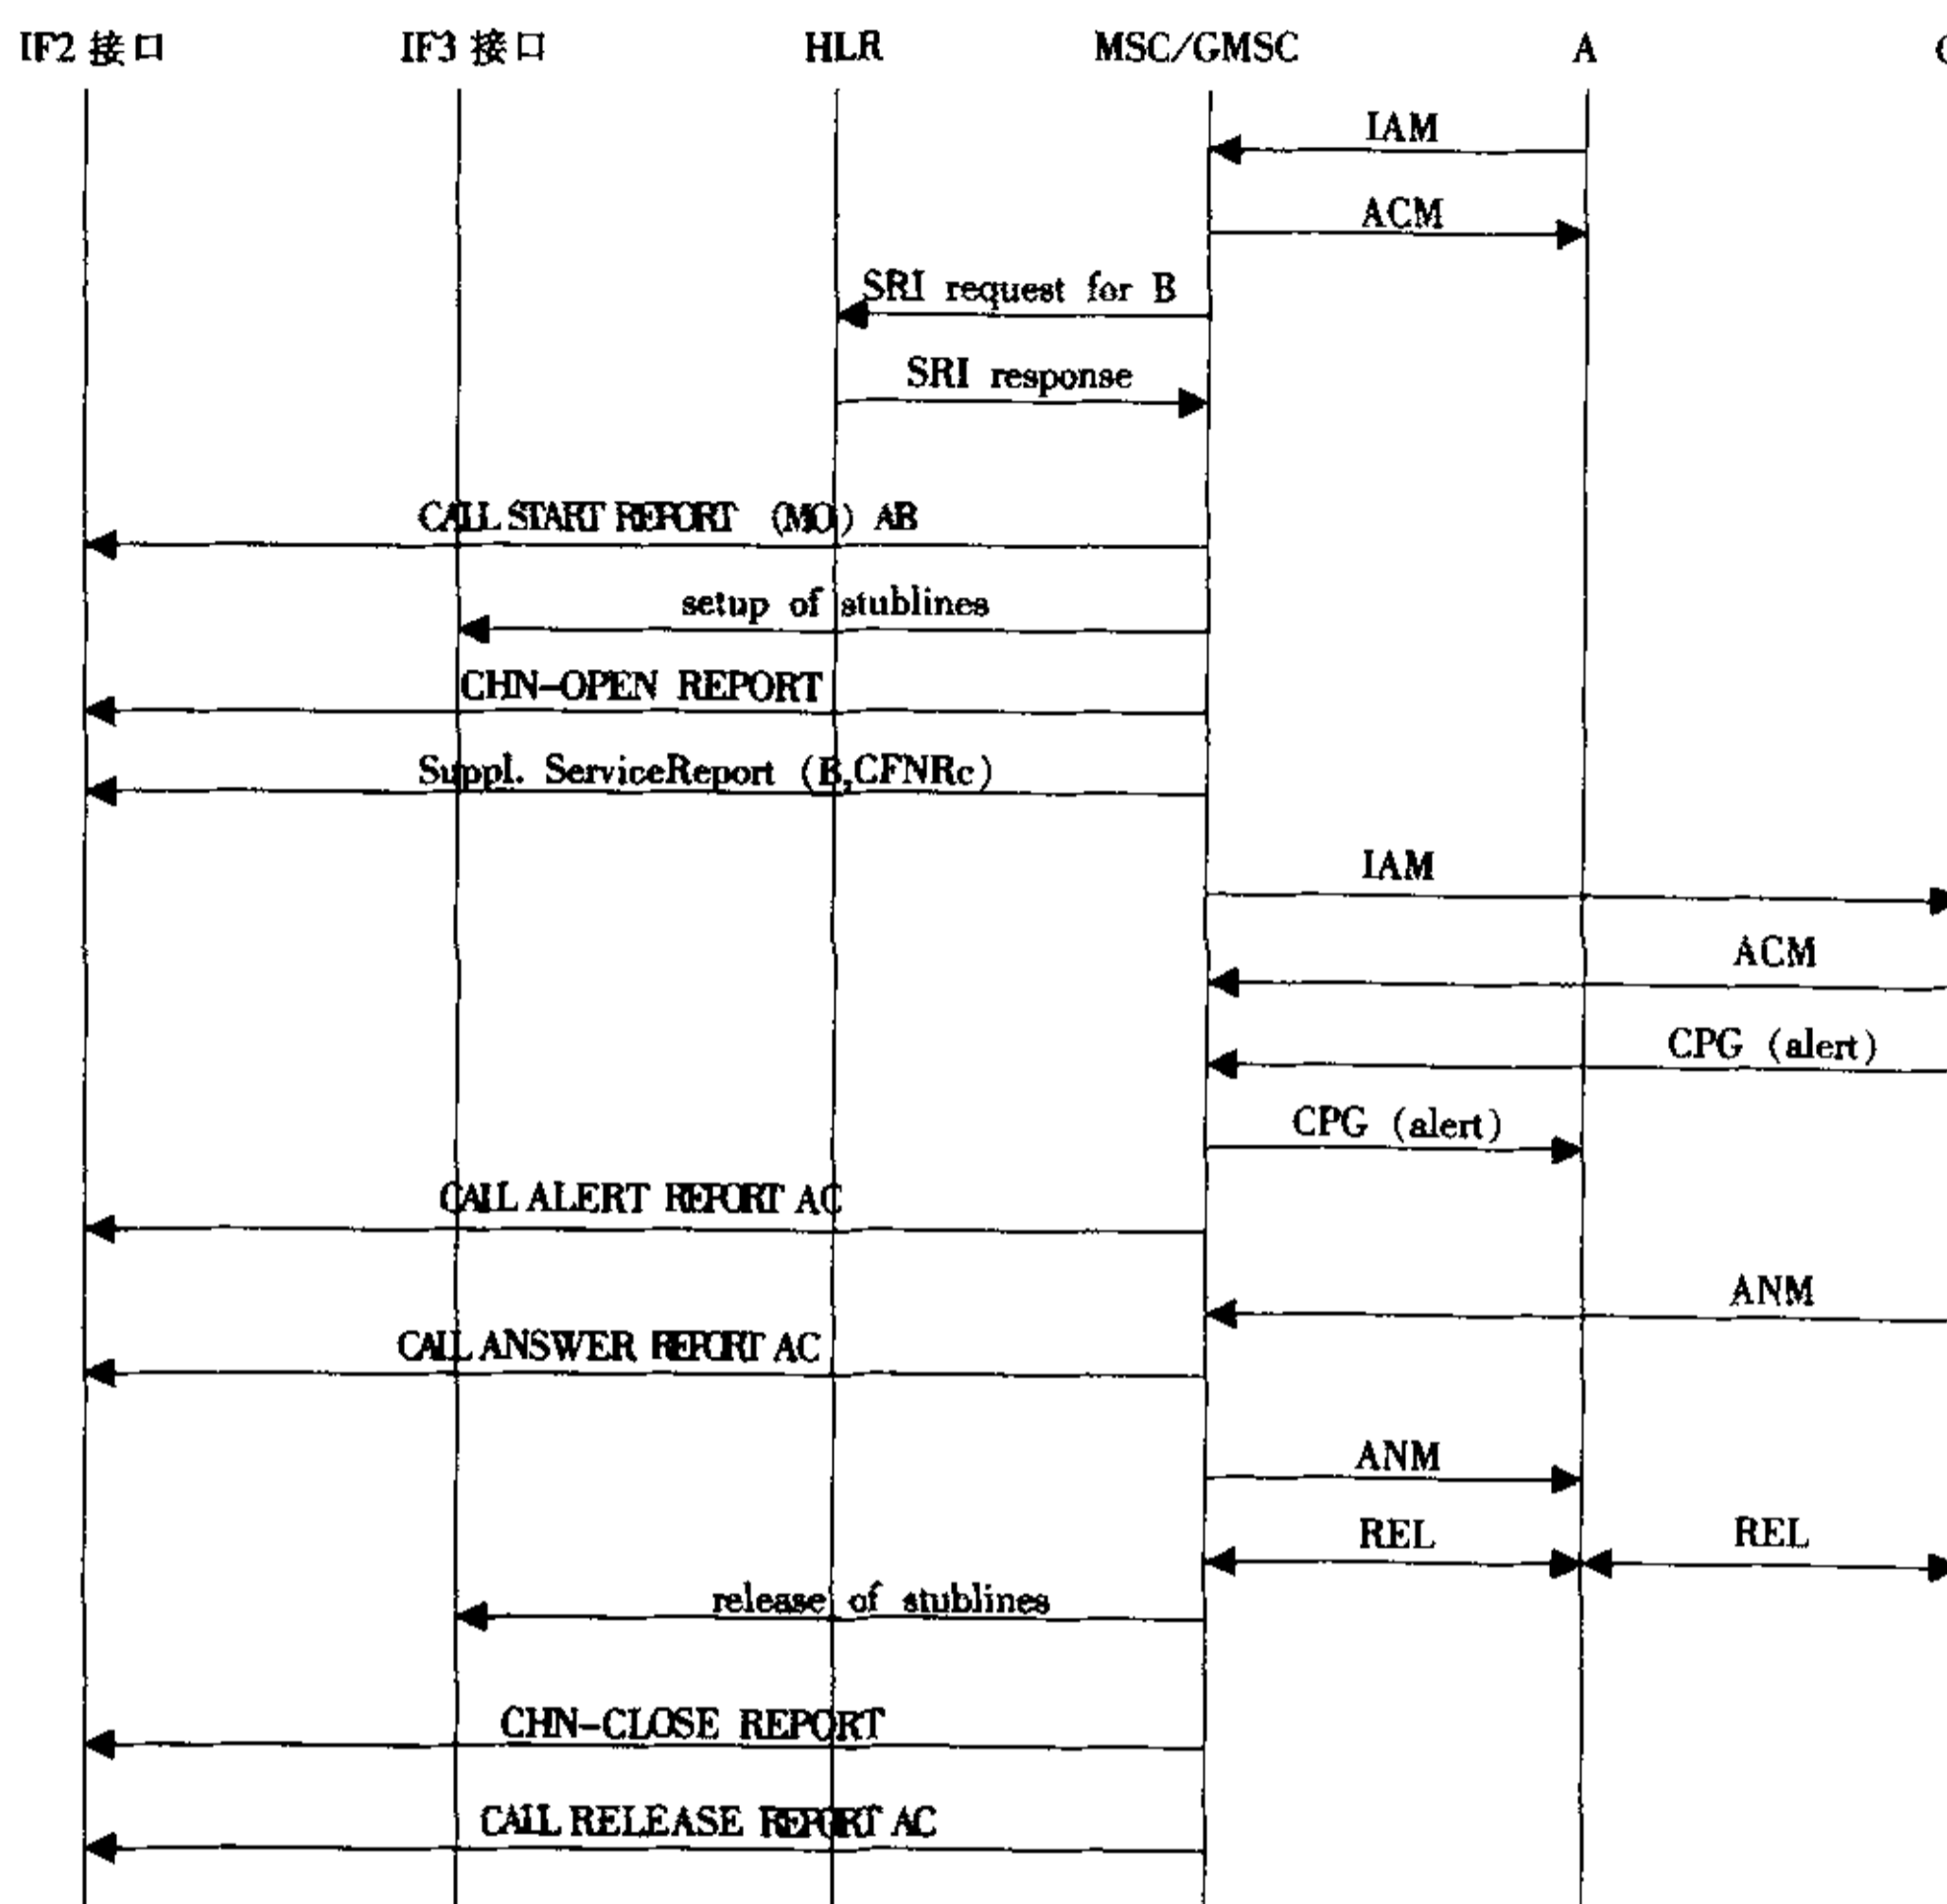 IF2 接口 IF3 接口 HLR MSC/GMSC A
IAM
ACM
SRI request for B
SRI response
CALL START REPORT (MO) AB
setup of stublines
CHN-OPEN REPORT
Suppl. ServiceReport (B,CFNRc)
IAM
ACM
CPG (alert)
CPG (alert)
CALL ALERT REPORT AC
ANM
CALL ANSWER REPORT AC
ANM
REL REL
release of stublines
CHN-CLOSE REPORT
CALL RELEASE REPORT AC